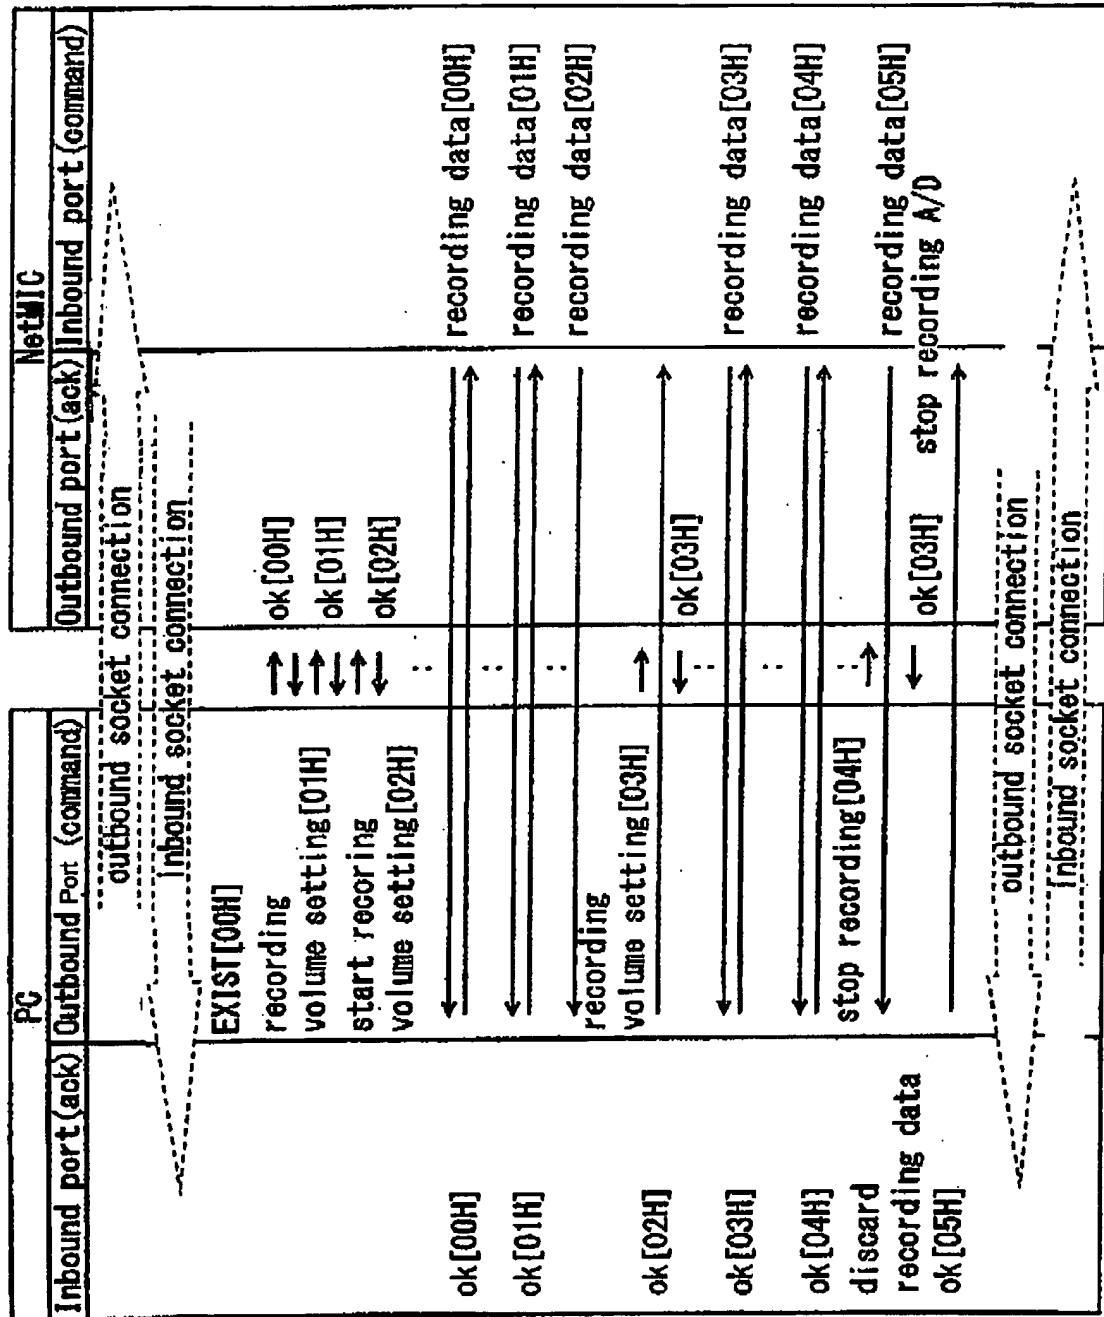 PC
NetMIC
Inbound port(ack)
Outbound Port (command)
Outbound port(ack)
Inbound port(command)
outbound socket connection
inbound socket connection
EXIST[00H]
ok[00H]
recording
volume setting[01H]
ok[01H]
start recoring
volume setting[02H]
ok[02H]
ok[00H]
recording data[00H]
ok[01H]
recording data[01H]
recording data[02H]
recording
volume setting[03H]
ok[02H]
ok[03H]
ok[03H]
recording data[03H]
ok[04H]
recording data[04H]
stop recording[04H]
discard
recording data
recording data[05H]
ok[03H]
stop recording A/D
ok[05H]
outbound socket connection
inbound socket connection